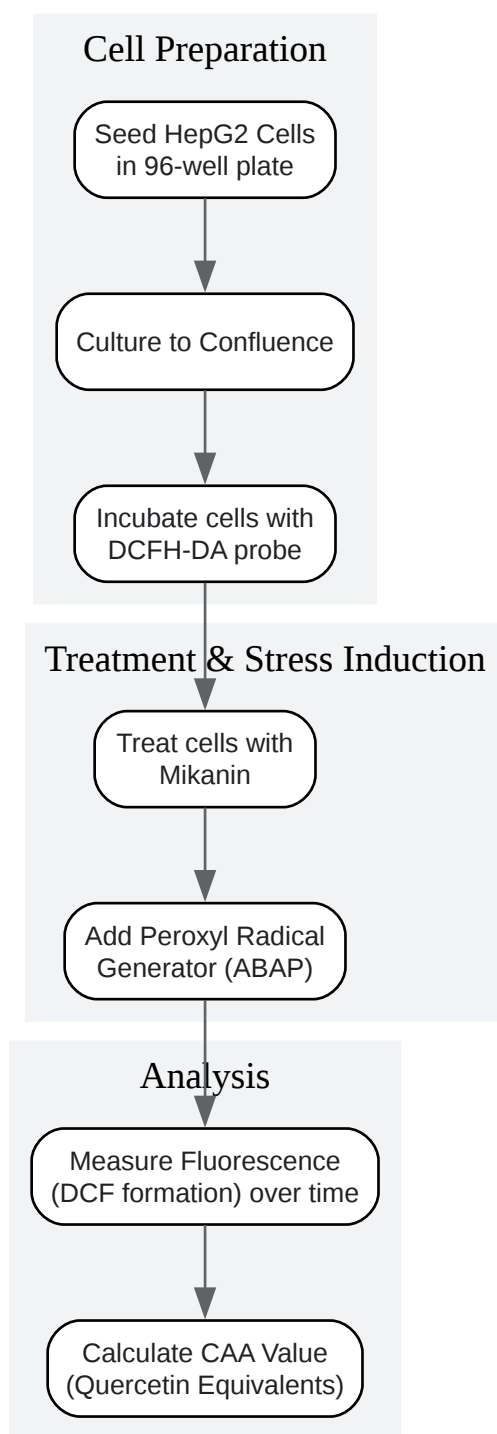 Cell Preparation
Seed HepG2 Cells
in 96-well plate
Culture to Confluence
Incubate cells with
DCFH-DA probe
Treatment & Stress Induction
Treat cells with
Mikanin
Add Peroxyl Radical
Generator (ABAP)
Analysis
Measure Fluorescence
(DCF formation) over time
Calculate CAA Value
(Quercetin Equivalents)